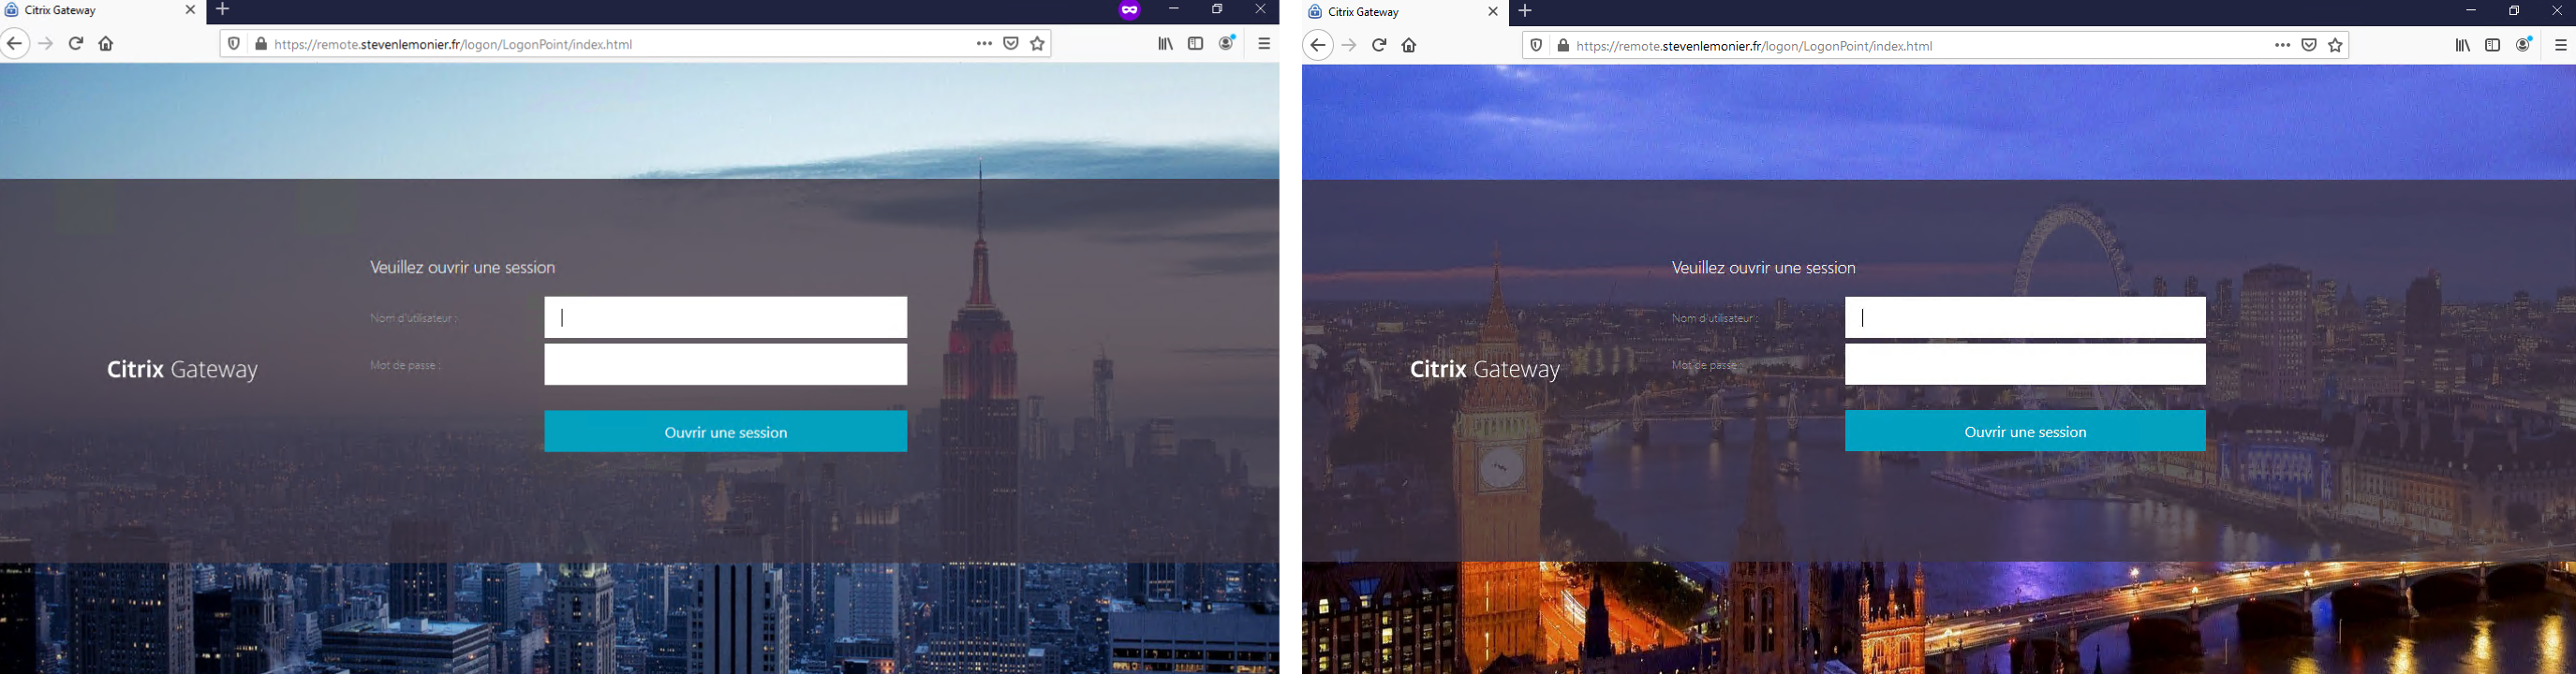 Citrix Gateway
https://remote.stevenlemonier.fr/logon/LogonPoint/index.html
Veuillez ouvrir une session
Nom d'utilisateur :
Mot de passe :
Citrix Gateway
Ouvrir une session
Citrix Gateway
https://remote.stevenlemonier.fr/logon/LogonPoint/index.html
Veuillez ouvrir une session
Nom d'utilisateur :
Mot de passe :
Citrix Gateway
Ouvrir une session